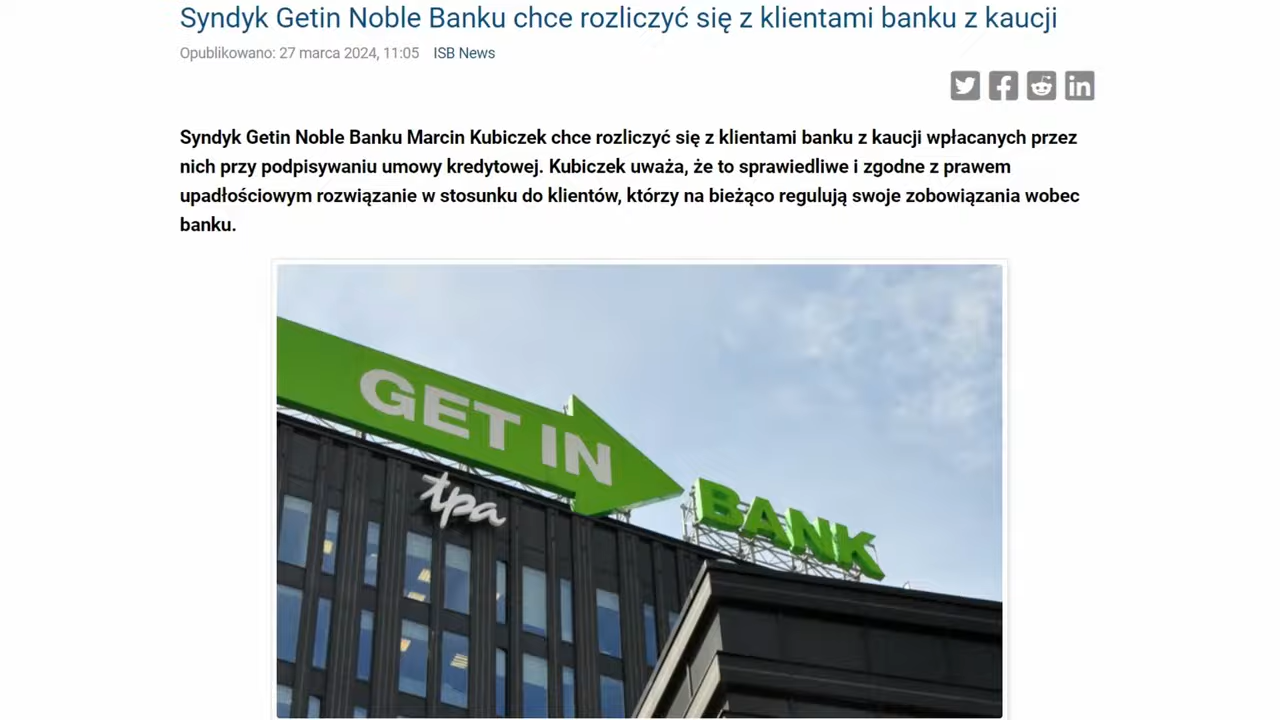 Syndyk Getin Noble Banku chce rozliczyć się z klientami banku z kaucji
Opublikowano: 27 marca 2024, 11:05 ISB News
Syndyk Getin Noble Banku Marcin Kubiczek chce rozliczyć się z klientami banku z kaucji wpłacanych przez
nich przy podpisywaniu umowy kredytowej. Kubiczek uważa, że to sprawiedliwe i zgodne z prawem
upadłościowym rozwiązanie w stosunku do klientów, którzy na bieżąco regulują swoje zobowiązania wobec
banku.
GET IN
tpa
BANK